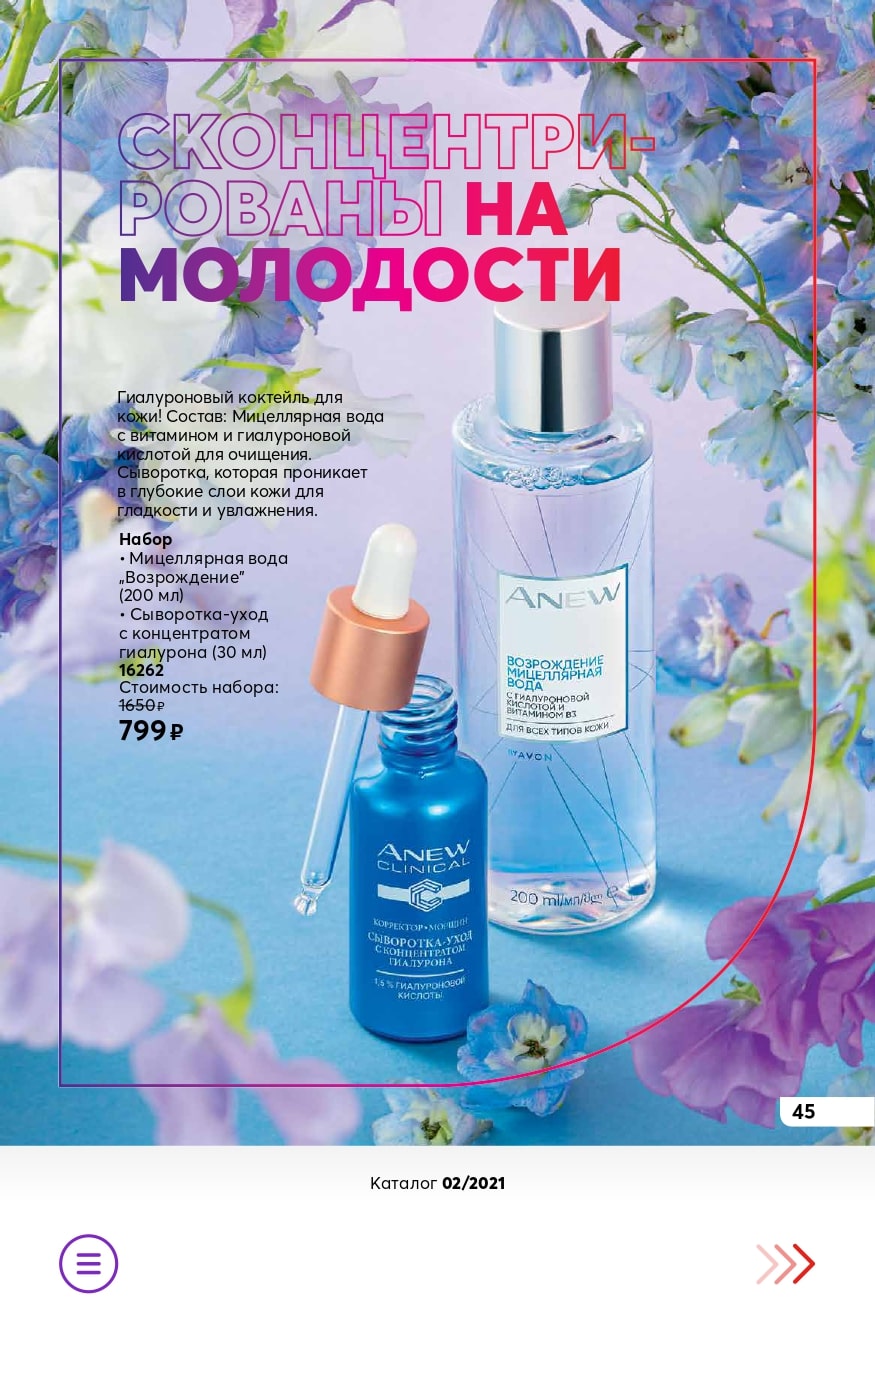 СКОНЦЕНТРИ-
РОВАНЫ НА
МОЛОДОСТИ
Гиалуроновый коктейль для
кожи! Состав: Мицеллярная вода
с витамином и гиалуроновой
кислотой для очищения.
Сыворотка, которая проникает
в глубокие слои кожи для
гладкости и увлажнения.
Набор
• Мицеллярная вода
„Возрождение"
(200 мл)
• Сыворотка-уход
с концентратом
гиалурона (30 мл)
16262
Стоимость набора:
1650 ₽
799 ₽
ANEW
ВОЗРОЖДЕНИЕ
МИЦЕЛЛЯРНАЯ
ВОДА
С ГИАЛУРОНОВОЙ
КИСЛОТОЙ И
ВИТАМИНОМ B3
ДЛЯ ВСЕХ ТИПОВ КОЖИ
BY AVON
200 ml/мл/მლ ℮
ANEW
CLINICAL
КОРРЕКТОР • МОРЩИН
СЫВОРОТКА-УХОД
С КОНЦЕНТРАТОМ
ГИАЛУРОНА
1,5 % ГИАЛУРОНОВОЙ
КИСЛОТЫ
45
Каталог 02/2021